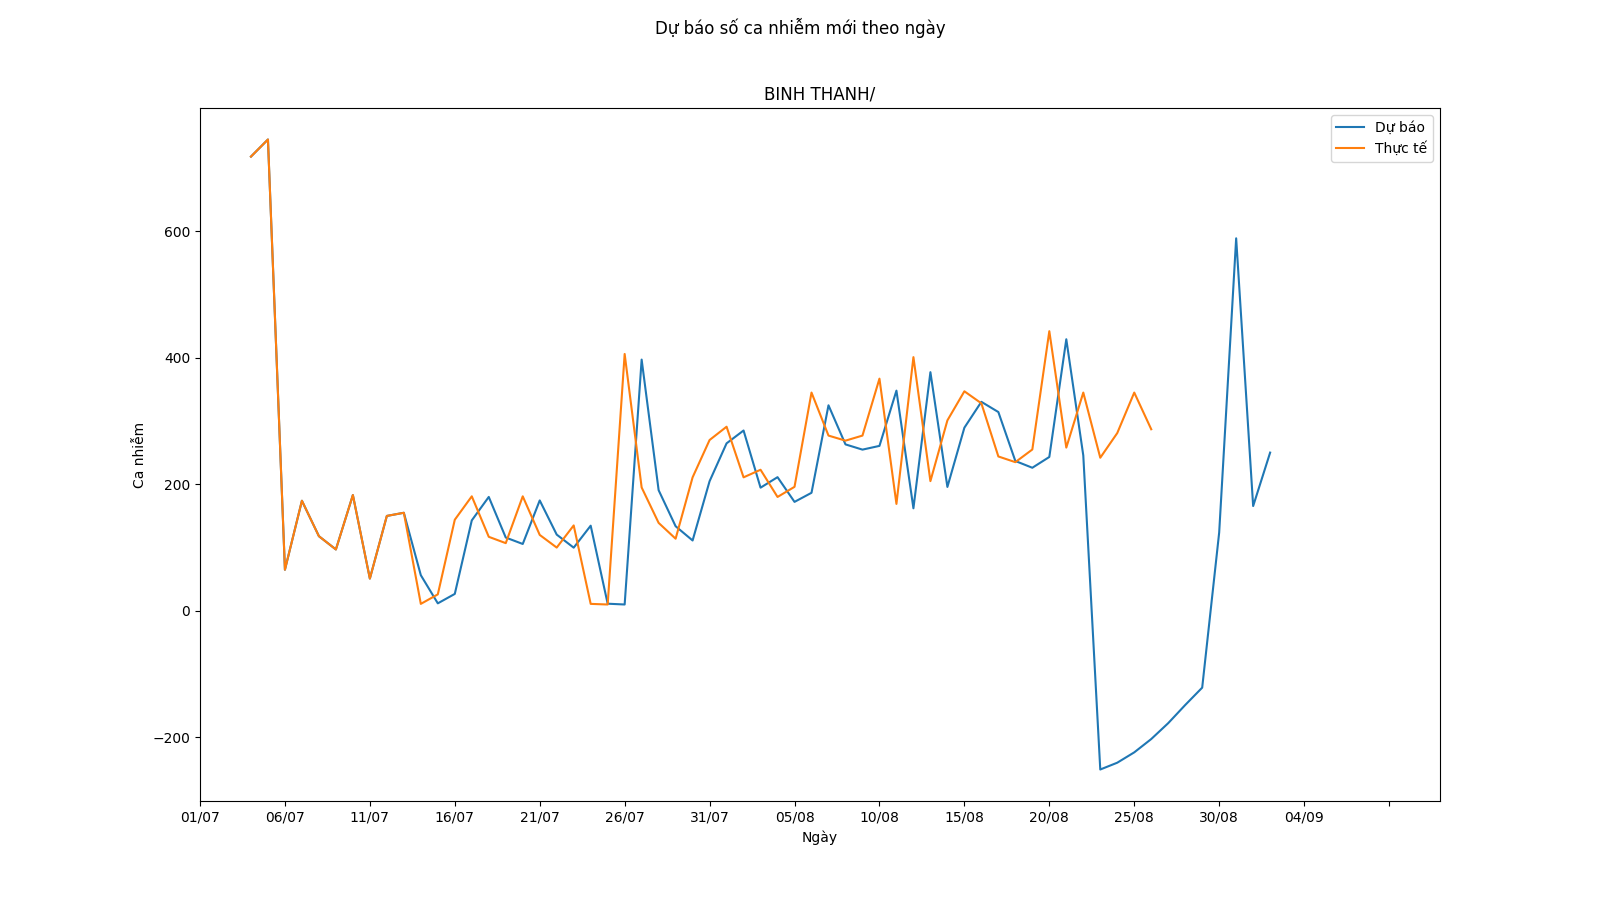 Dự báo số ca nhiễm mới theo ngày
BINH THANH/
Dự báo
Thực tế
600
400
200
0
−200
Ca nhiễm
01/07 06/07 11/07 16/07 21/07 26/07 31/07 05/08 10/08 15/08 20/08 25/08 30/08 04/09
Ngày